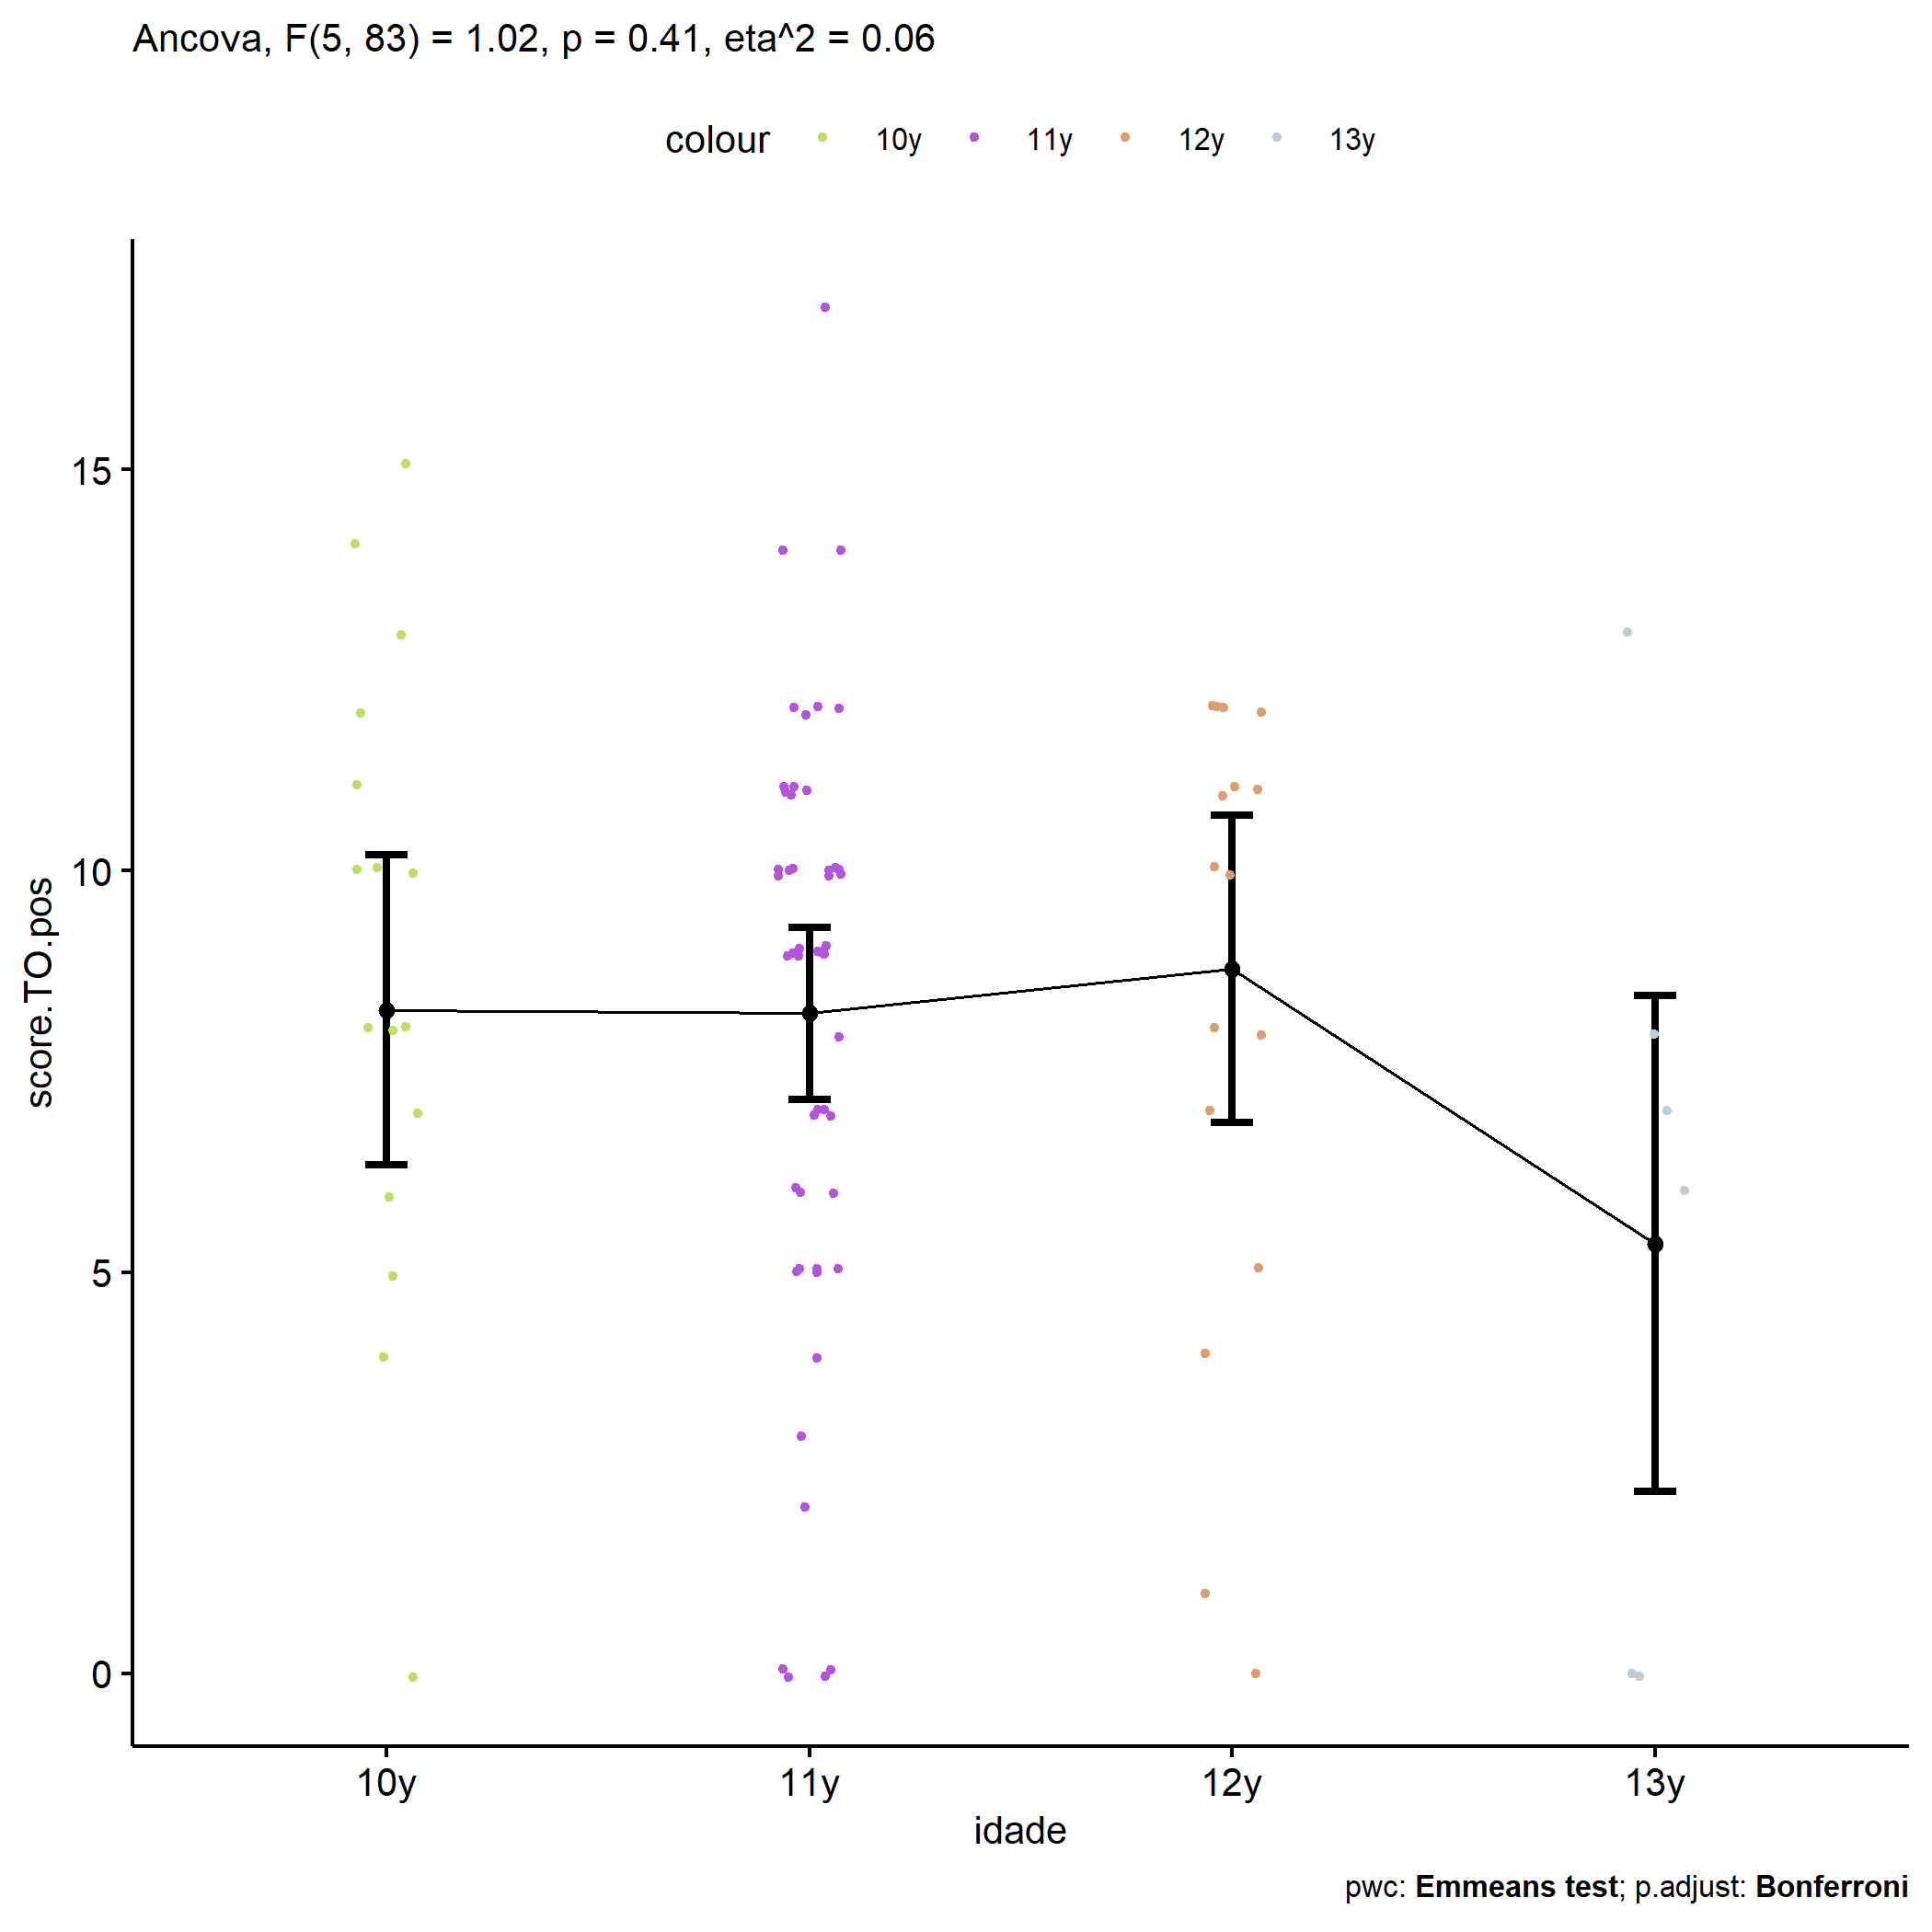 Ancova, F(5, 83) = 1.02, p = 0.41, eta^2 = 0.06
colour 10y 11y 12y 13y
score.TO.pos
15
10
5
0
10y 11y 12y 13y
idade
pwc: Emmeans test; p.adjust: Bonferroni